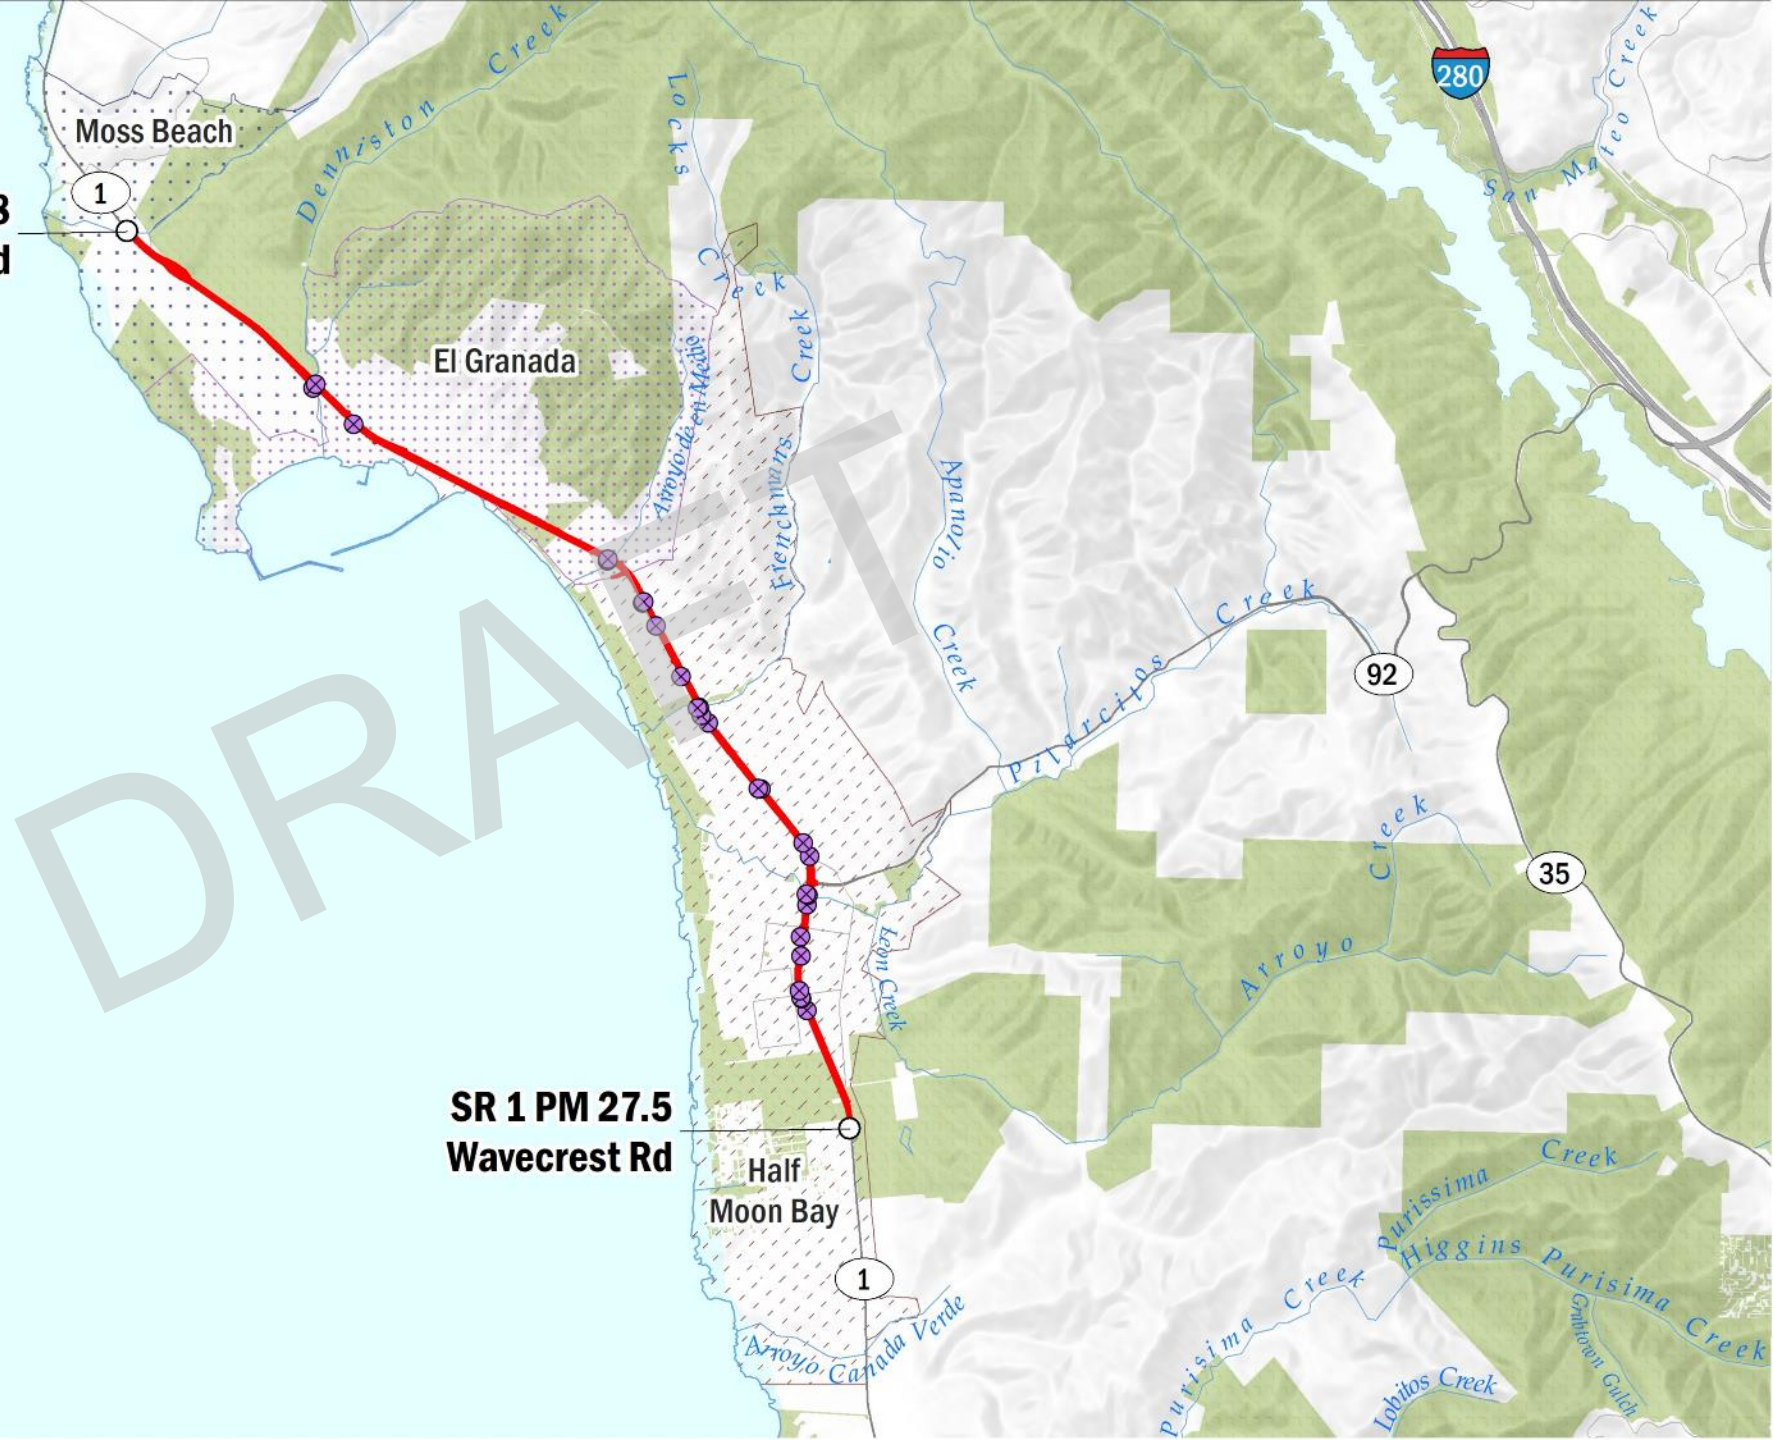 Denniston Creek
Locks Creek
280
San Mateo Creek
Moss Beach
1
3
d
El Granada
Arroyo de en Medio
Frenchmans Creek
Apanolio Creek
DRAFT
Pilarcitos Creek
92
35
Arroyo
Creek
Leon Creek
SR 1 PM 27.5
Wavecrest Rd
Half
Moon Bay
1
Arroyo Canada Verde
Purissima Creek
Higgins Purisima Creek
Purisima Creek
Grabtown Gulch
Lobitos Creek